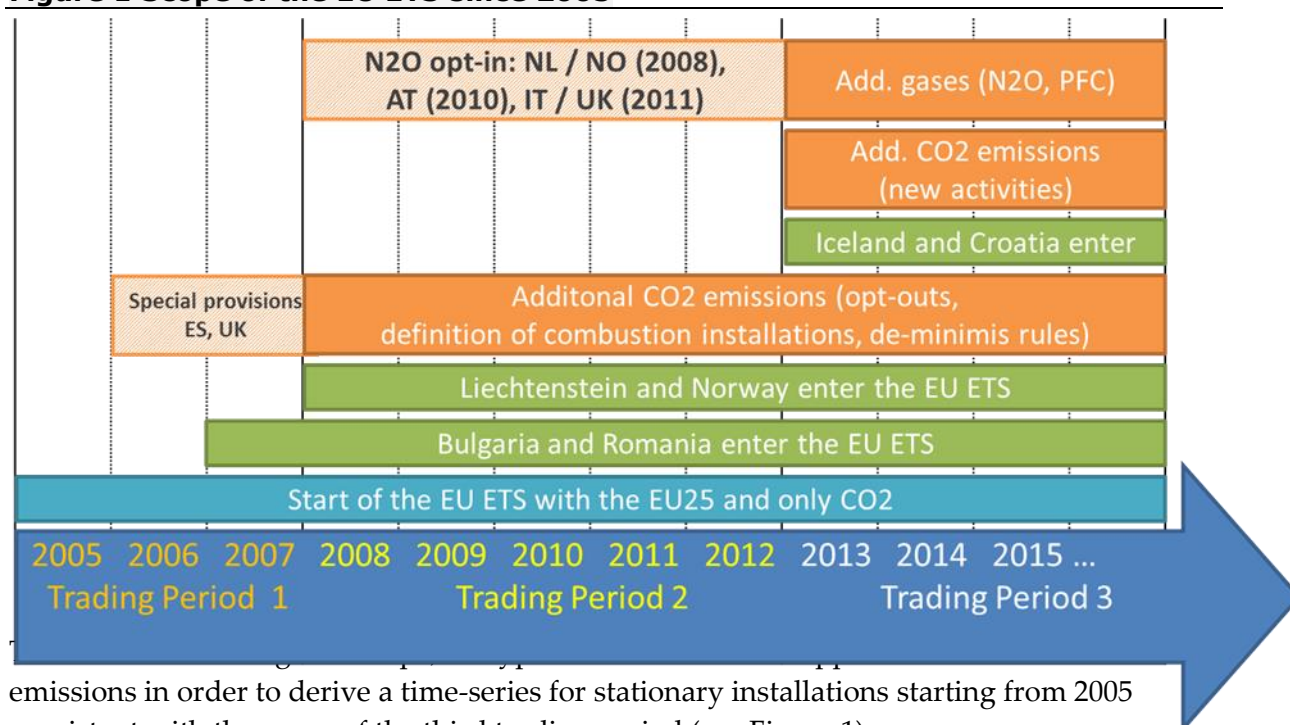 N2O opt-in: NL / NO (2008),
AT (2010), IT / UK (2011)
Add. gases (N2O, PFC)
Add. CO2 emissions
(new activities)
Iceland and Croatia enter
Special provisions
ES, UK
Additonal CO2 emissions (opt-outs,
definition of combustion installations, de-minimis rules)
Liechtenstein and Norway enter the EU ETS
Bulgaria and Romania enter the EU ETS
Start of the EU ETS with the EU25 and only CO2
2005 2006 2007 2008 2009 2010 2011 2012 2013 2014 2015 ...
Trading Period 1 Trading Period 2 Trading Period 3
emissions in order to derive a time-series for stationary installations starting from 2005